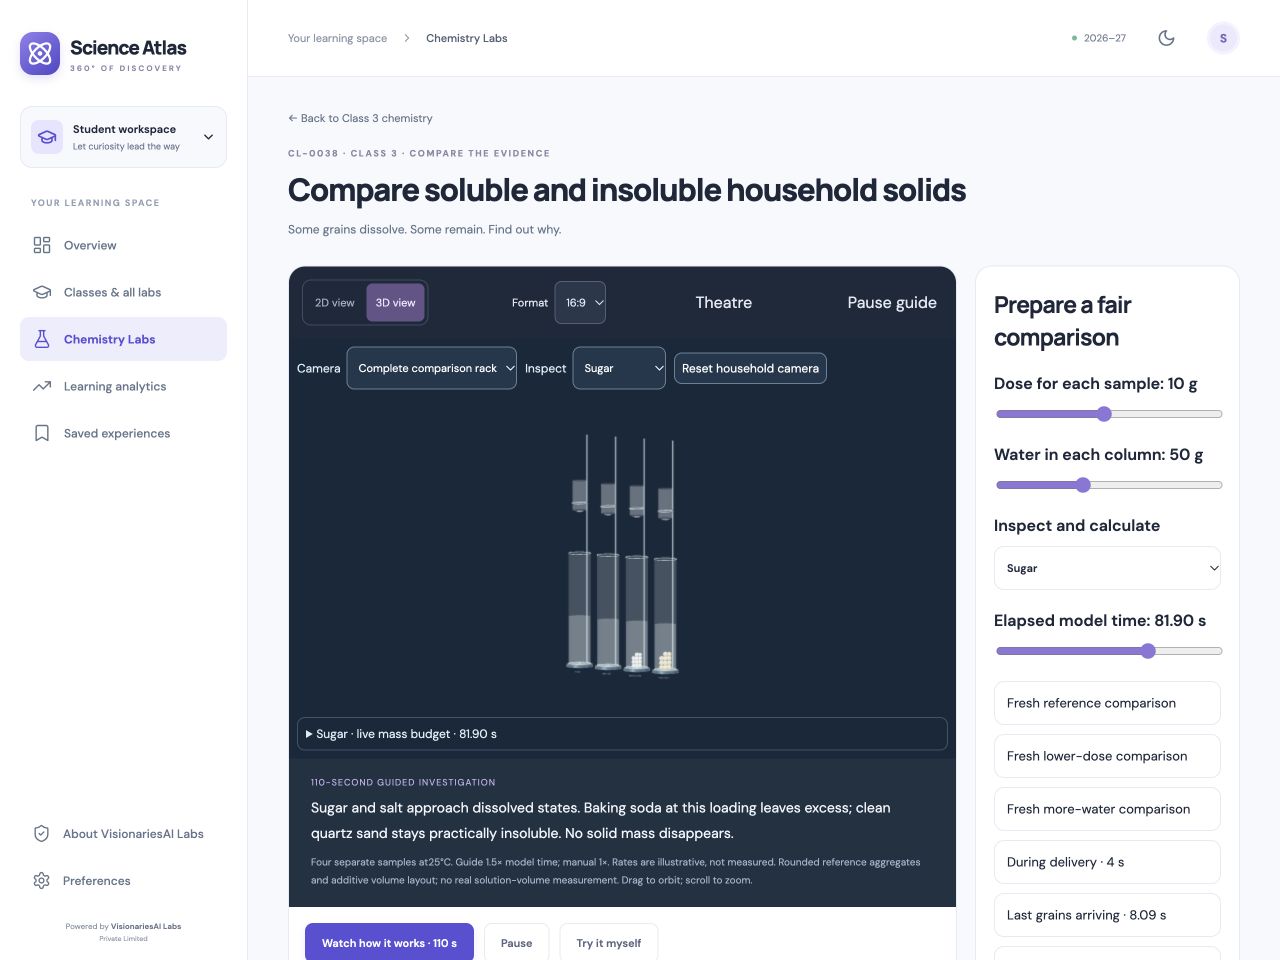 Science Atlas
360° OF DISCOVERY
Student workspace
Let curiosity lead the way
YOUR LEARNING SPACE
Overview
Classes & all labs
Chemistry Labs
Learning analytics
Saved experiences
About VisionariesAI Labs
Preferences
Powered by VisionariesAI Labs
Private Limited
Your learning space
Chemistry Labs
2026–27
S
← Back to Class 3 chemistry
CL-0038 · CLASS 3 · COMPARE THE EVIDENCE
Compare soluble and insoluble household solids
Some grains dissolve. Some remain. Find out why.
2D view
3D view
Format
16:9
Theatre
Pause guide
Camera
Complete comparison rack
Inspect
Sugar
Reset household camera
Sugar · live mass budget · 81.90 s
110-SECOND GUIDED INVESTIGATION
Sugar and salt approach dissolved states. Baking soda at this loading leaves excess; clean
quartz sand stays practically insoluble. No solid mass disappears.
Four separate samples at25°C. Guide 1.5× model time; manual 1×. Rates are illustrative, not measured. Rounded reference aggregates
and additive volume layout; no real solution-volume measurement. Drag to orbit; scroll to zoom.
Watch how it works · 110 s
Pause
Try it myself
Prepare a fair
comparison
Dose for each sample: 10 g
Water in each column: 50 g
Inspect and calculate
Sugar
Elapsed model time: 81.90 s
Fresh reference comparison
Fresh lower-dose comparison
Fresh more-water comparison
During delivery · 4 s
Last grains arriving · 8.09 s